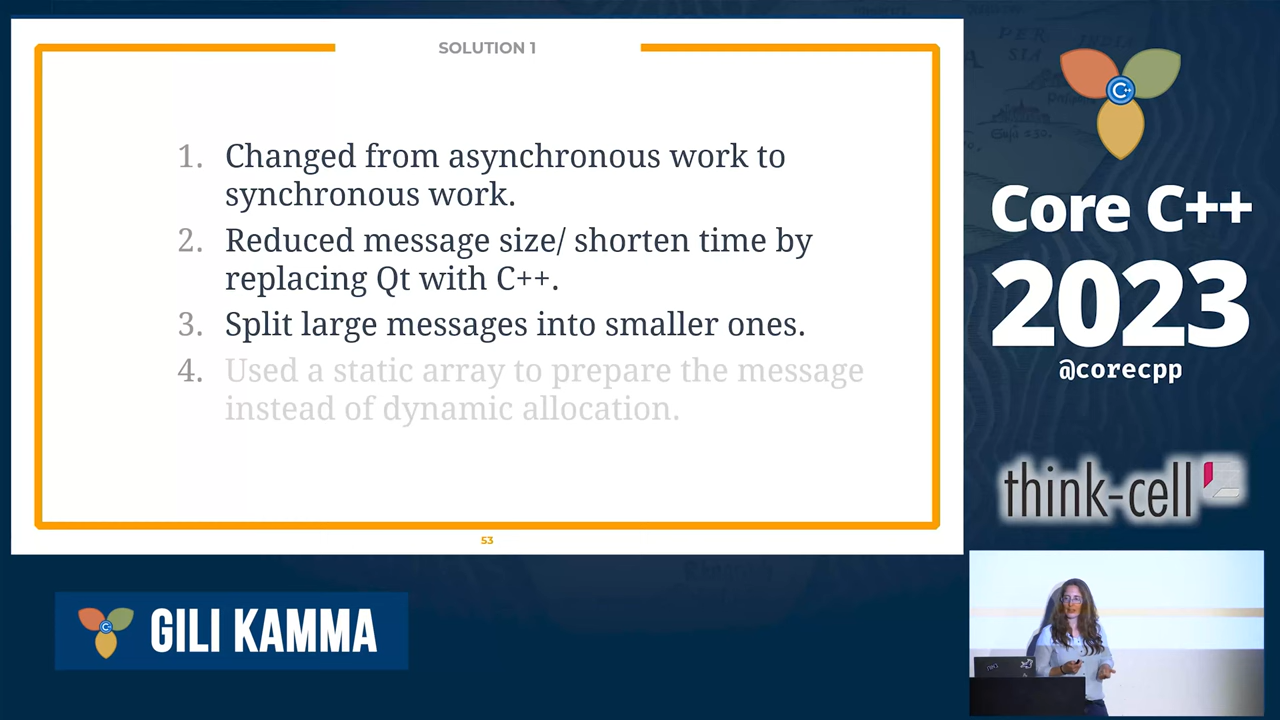 SOLUTION 1
1. Changed from asynchronous work to
synchronous work.
2. Reduced message size/ shorten time by
replacing Qt with C++.
3. Split large messages into smaller ones.
4. Used a static array to prepare the message
instead of dynamic allocation.
53
C++
Core C++
2023
@corecpp
think-cell
GILI KAMMA